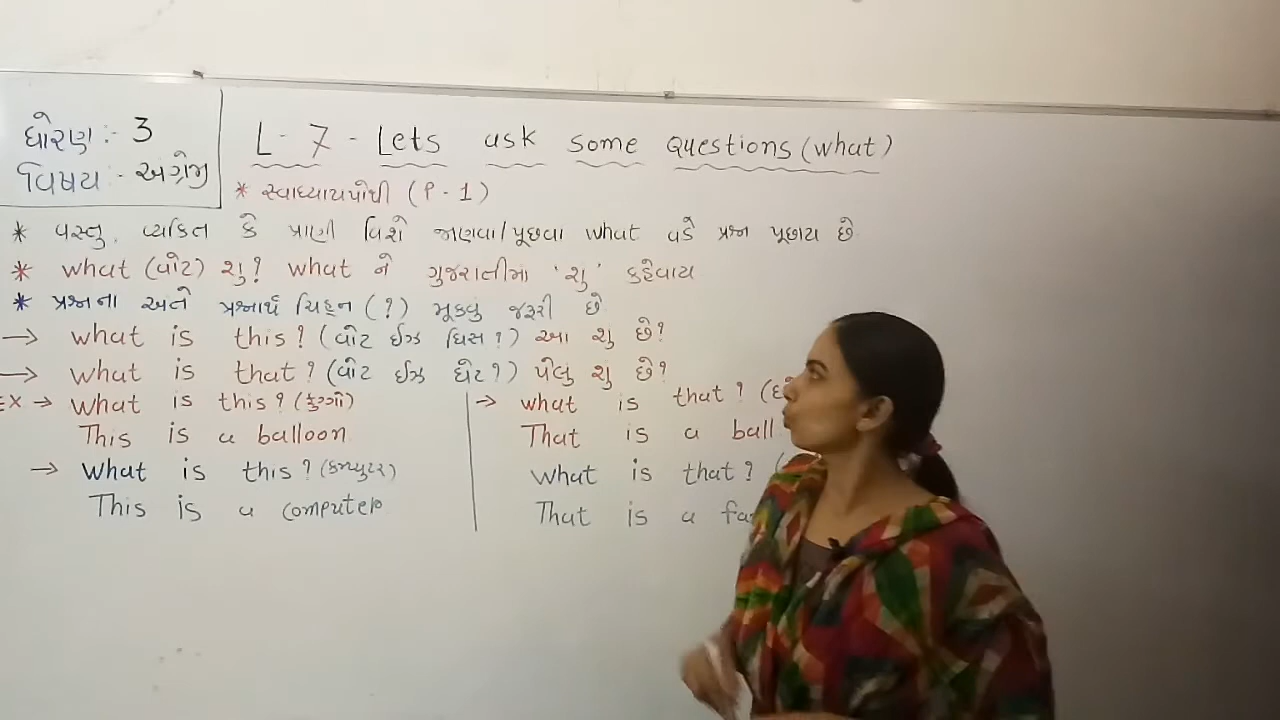 ધોરણ :- 3
વિષય :- અંગ્રેજી
L - 7 - Lets ask some Questions (what)
* સ્વાધ્યાયપોથી (P - 1)
* વસ્તુ, વ્યકિત કે પ્રાણી વિશે જાણવા/પૂછવા what વડે પ્રશ્ન પૂછાય છે
* what (વોટ) શુ? what ને ગુજરાતીમા 'શુ' કહેવાય
* પ્રશ્નના અંતે પ્રશ્નાર્થ ચિહ્ન (?) મૂકવુ જરૂરી છે
→ what is this? (વોટ ઈઝ ધિસ?) આ શુ છે?
→ what is that? (વોટ ઈઝ ધેટ?) પેલુ શુ છે?
Ex → What is this? (ફુગ્ગો)
This is a balloon
→ What is this? (કમ્પ્યુટર)
This is a computer
→ what is that?
That is a ball
What is that?
That is a